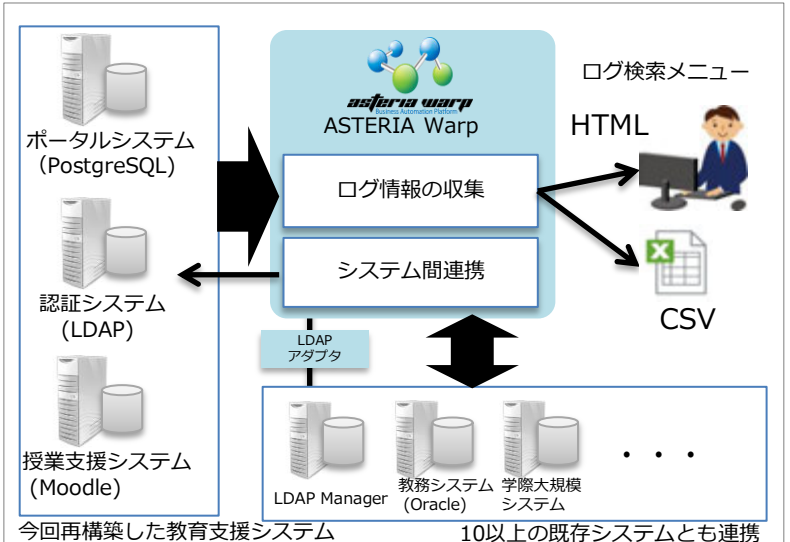 ポータルシステム
（PostgreSQL)
認証システム
(LDAP)
授業支援システム
(Moodle)
今回再構築した教育支援システム
asteria warp
Business Automation Platform
ASTERIA Warp
ログ情報の収集
システム間連携
LDAP
アダプタ
ログ検索メニュー
HTML
CSV
LDAP Manager
教務システム
(Oracle)
学際大規模
システム
・・・
10以上の既存システムとも連携